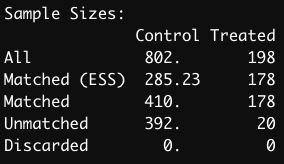 Sample Sizes:
              Control Treated
All            802.       198
Matched (ESS)  285.23     178
Matched        410.       178
Unmatched      392.        20
Discarded        0.         0